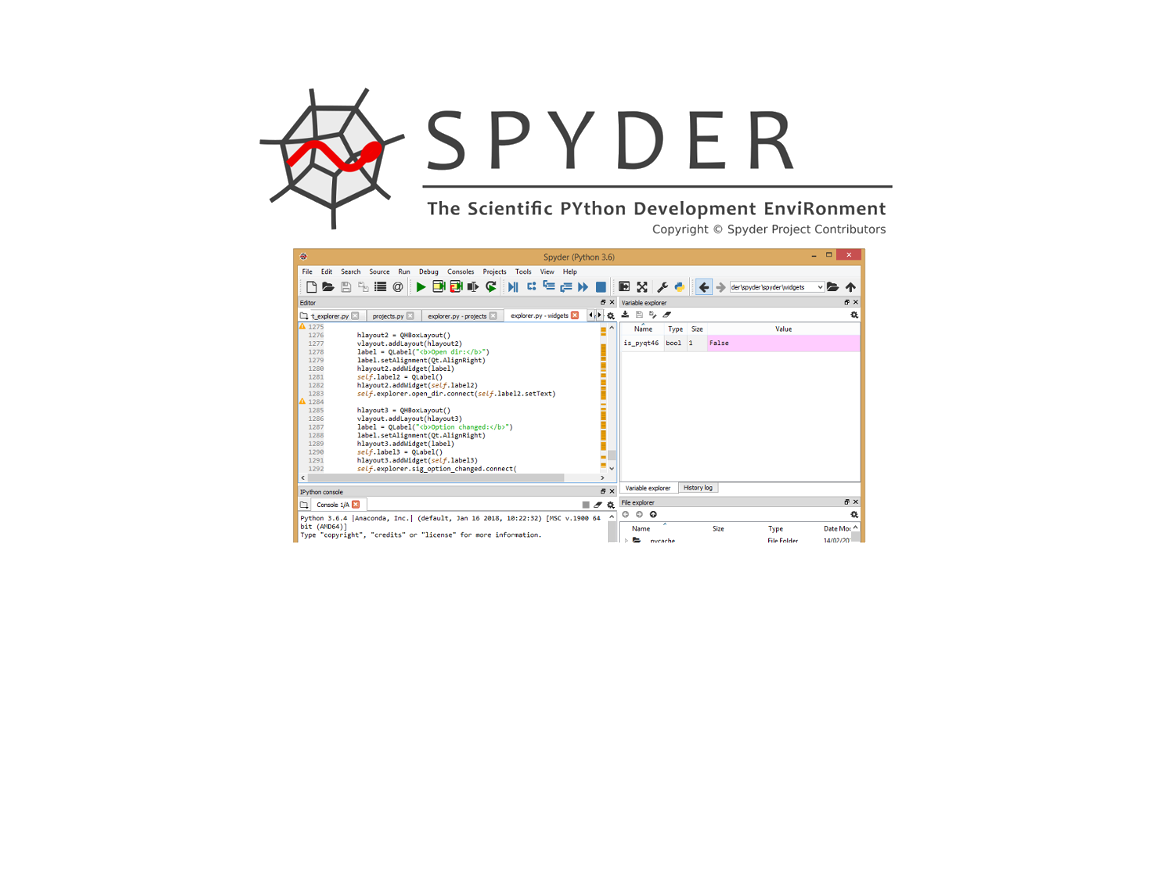 SPYDER
The Scientific PYthon Development EnviRonment
Copyright © Spyder Project Contributors
Spyder (Python 3.6)
File Edit Search Source Run Debug Consoles Projects Tools View Help
der\spyder\spyder\widgets
Editor
t_explorer.py projects.py explorer.py - projects explorer.py - widgets
1275
1276 hlayout2 = QHBoxLayout()
1277 vlayout.addLayout(hlayout2)
1278 label = QLabel("<b>Open dir:</b>")
1279 label.setAlignment(Qt.AlignRight)
1280 hlayout2.addWidget(label)
1281 self.label2 = QLabel()
1282 hlayout2.addWidget(self.label2)
1283 self.explorer.open_dir.connect(self.label2.setText)
1284
1285 hlayout3 = QHBoxLayout()
1286 vlayout.addLayout(hlayout3)
1287 label = QLabel("<b>Option changed:</b>")
1288 label.setAlignment(Qt.AlignRight)
1289 hlayout3.addWidget(label)
1290 self.label3 = QLabel()
1291 hlayout3.addWidget(self.label3)
1292 self.explorer.sig_option_changed.connect(
IPython console
Console 1/A
Python 3.6.4 |Anaconda, Inc.| (default, Jan 16 2018, 10:22:32) [MSC v.1900 64
bit (AMD64)]
Type "copyright", "credits" or "license" for more information.
Variable explorer
Name Type Size Value
is_pyqt46 bool 1 False
Variable explorer History log
File explorer
Name Size Type Date Mo
pycache File Folder 14/02/20